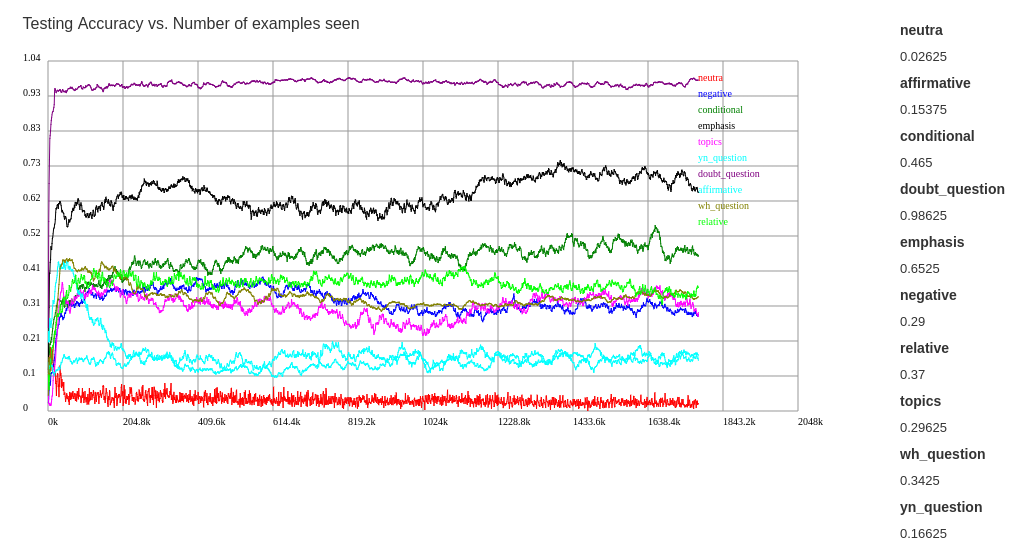 Testing Accuracy vs. Number of examples seen
1.04
0.93
0.83
0.73
0.62
0.52
0.41
0.31
0.21
0.1
0
0k
204.8k
409.6k
614.4k
819.2k
1024k
1228.8k
1433.6k
1638.4k
1843.2k
2048k
neutra
negative
conditional
emphasis
topics
yn_question
doubt_question
affirmative
wh_question
relative
neutra
0.02625
affirmative
0.15375
conditional
0.465
doubt_question
0.98625
emphasis
0.6525
negative
0.29
relative
0.37
topics
0.29625
wh_question
0.3425
yn_question
0.16625